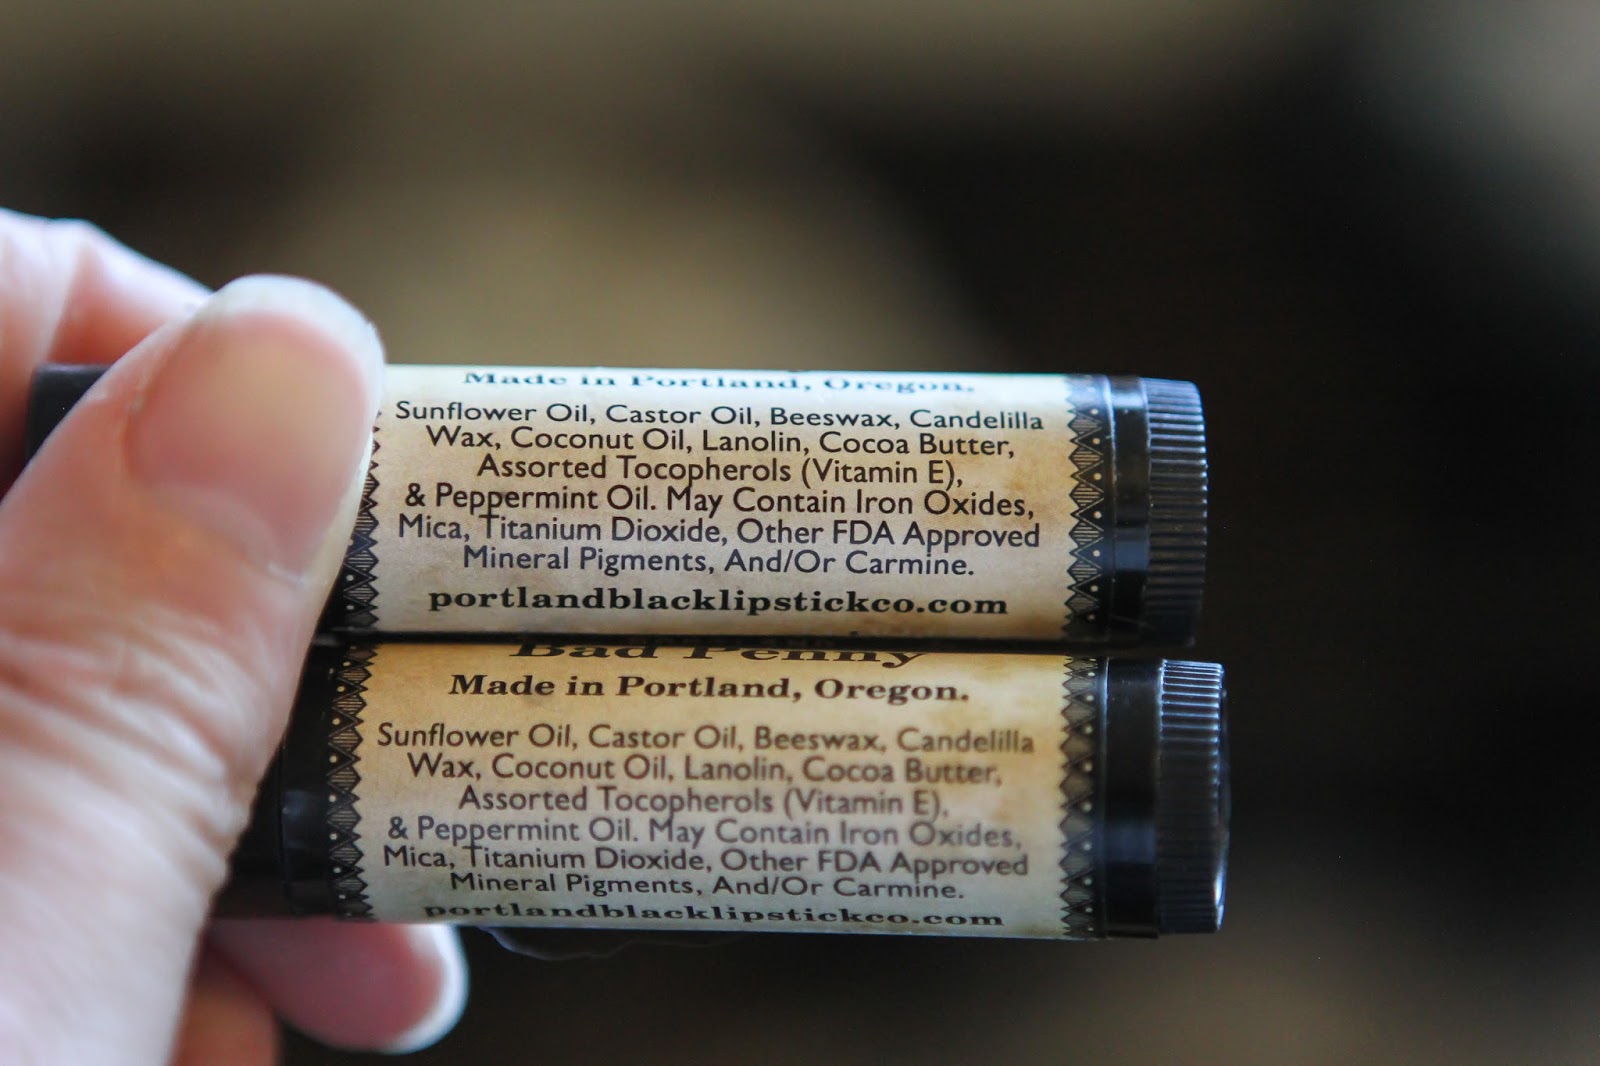 Made in Portland, Oregon.
Sunflower Oil, Castor Oil, Beeswax, Candelilla
Wax, Coconut Oil, Lanolin, Cocoa Butter,
Assorted Tocopherols (Vitamin E),
& Peppermint Oil. May Contain Iron Oxides,
Mica, Titanium Dioxide, Other FDA Approved
Mineral Pigments, And/Or Carmine.
portlandblacklipstickco.com
Bad Penny
Made in Portland, Oregon.
Sunflower Oil, Castor Oil, Beeswax, Candelilla
Wax, Coconut Oil, Lanolin, Cocoa Butter,
Assorted Tocopherols (Vitamin E),
& Peppermint Oil. May Contain Iron Oxides,
Mica, Titanium Dioxide, Other FDA Approved
Mineral Pigments, And/Or Carmine.
portlandblacklipstickco.com